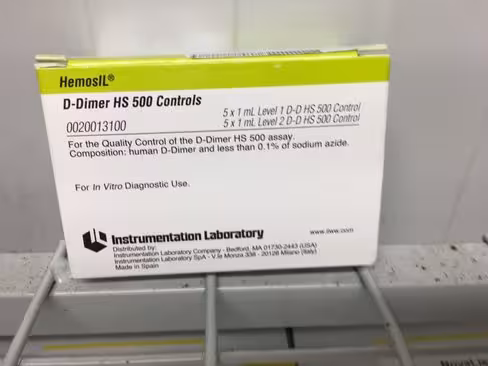 HemosIL®
D-Dimer HS 500 Controls
0020013100
5 x 1 mL Level 1 D-D HS 500 Control
5 x 1 mL Level 2 D-D HS 500 Control
For the Quality Control of the D-Dimer HS 500 assay.
Composition: human D-Dimer and less than 0.1% of sodium azide.
For In Vitro Diagnostic Use.
Instrumentation Laboratory
www.ilww.com
Distributed by:
Instrumentation Laboratory Company - Bedford, MA 01730-2443 (USA)
Instrumentation Laboratory SpA - V.le Monza 338 - 20128 Milano (Italy)
Made in Spain